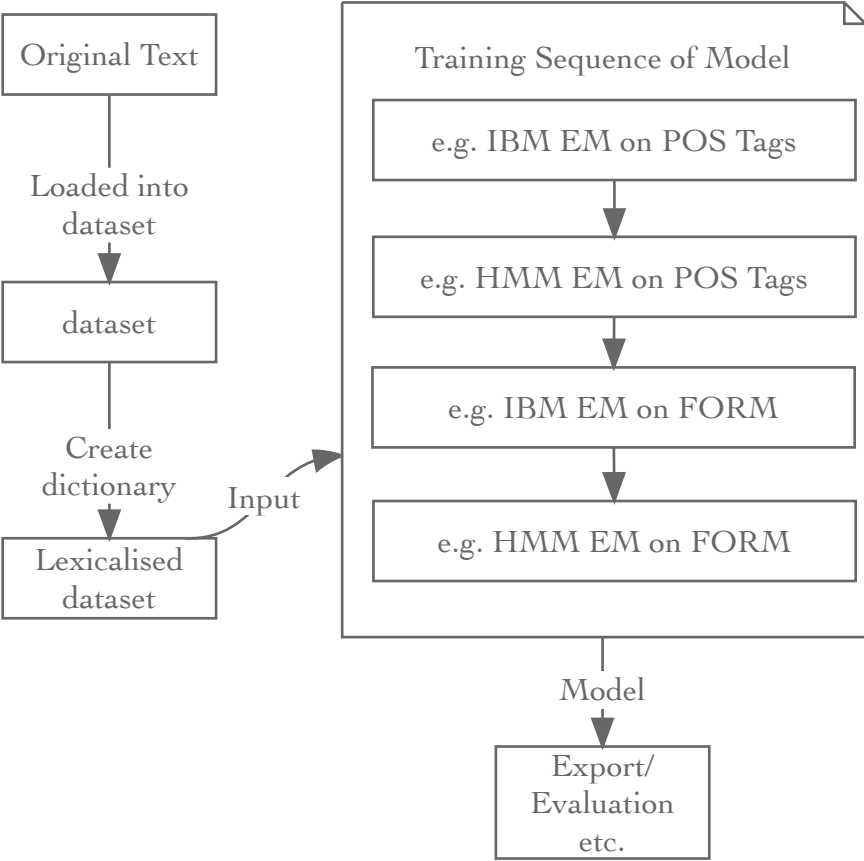 Original Text
Loaded into
dataset
dataset
Create
dictionary
Lexicalised
dataset
Input
Training Sequence of Model
e.g. IBM EM on POS Tags
e.g. HMM EM on POS Tags
e.g. IBM EM on FORM
e.g. HMM EM on FORM
Model
Export/
Evaluation
etc.